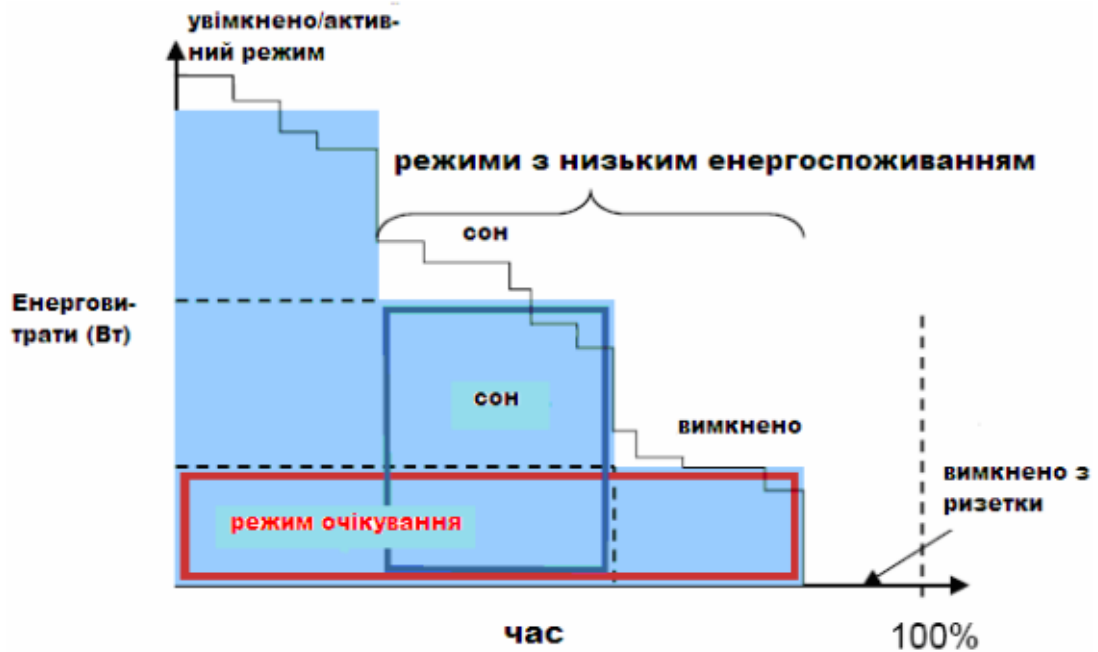 увімкнено/актив-
ний режим
режими з низьким енергоспоживанням
сон
Енергови-
трати (Вт)
сон
вимкнено
вимкнено з
ризетки
режим очікування
час
100%